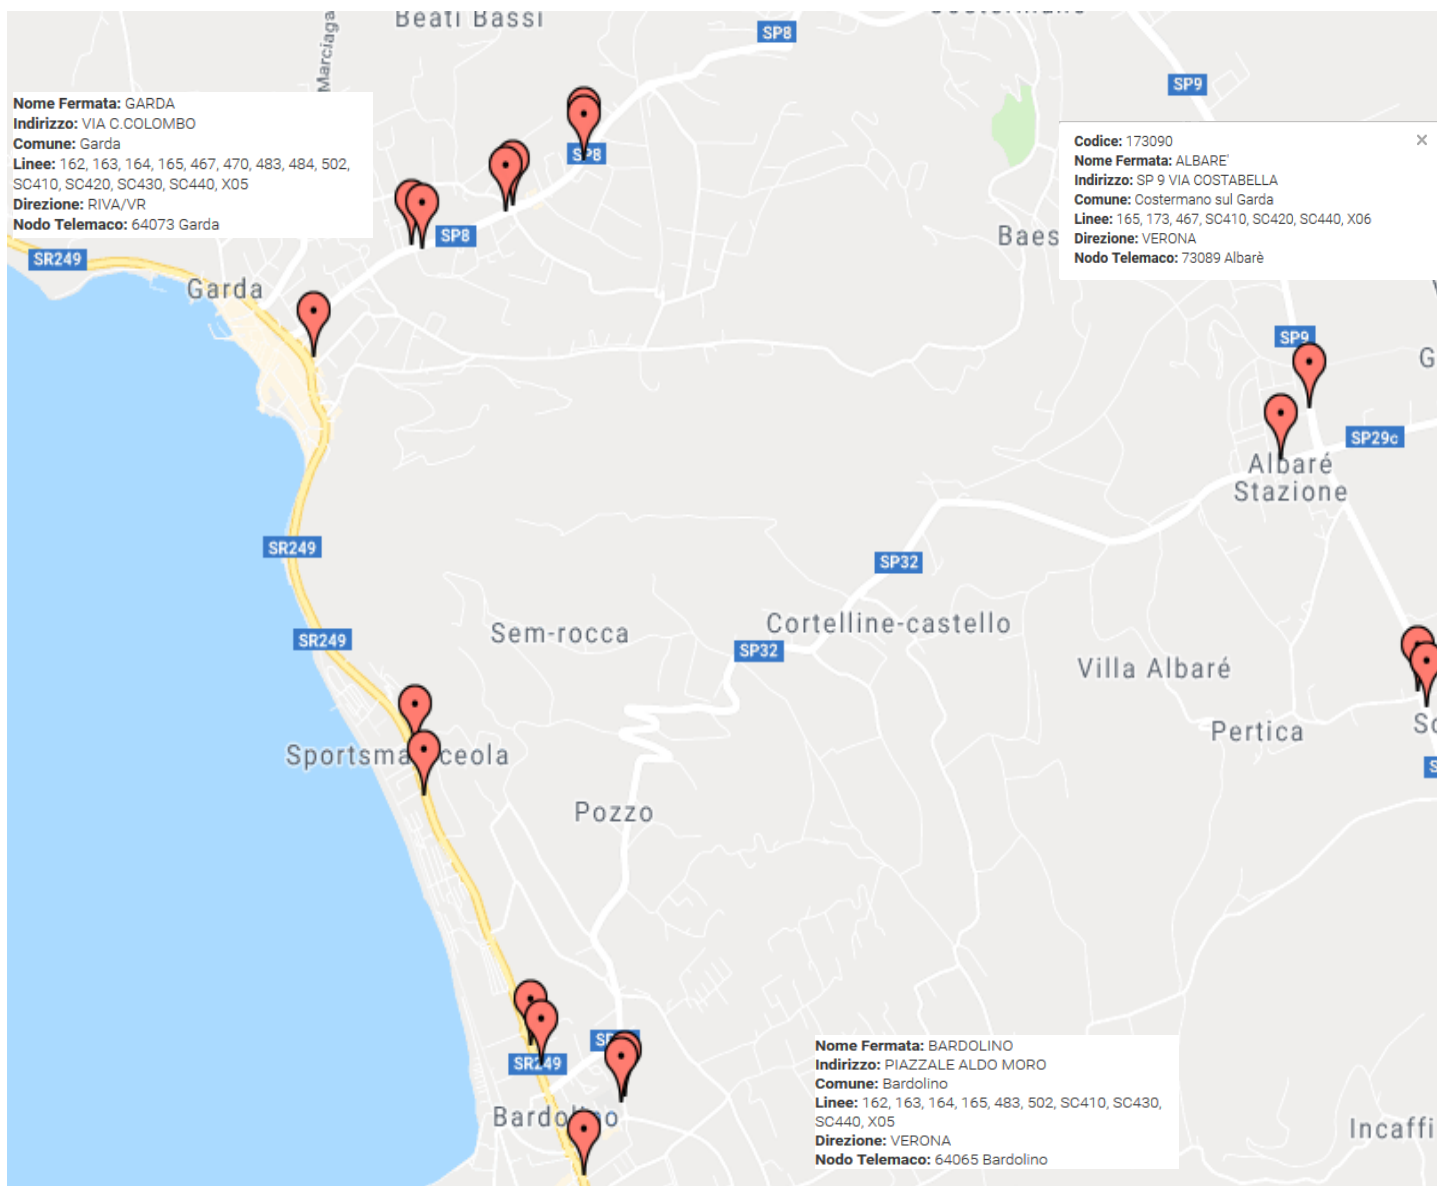 Beati Bassi
Marciaga
SP8
SP9
Nome Fermata: GARDA
Indirizzo: VIA C.COLOMBO
Comune: Garda
Linee: 162, 163, 164, 165, 467, 470, 483, 484, 502,
SC410, SC420, SC430, SC440, X05
Direzione: RIVA/VR
Nodo Telemaco: 64073 Garda
Codice: 173090 ×
Nome Fermata: ALBARE'
Indirizzo: SP 9 VIA COSTABELLA
Comune: Costermano sul Garda
Linee: 165, 173, 467, SC410, SC420, SC440, X06
Direzione: VERONA
Nodo Telemaco: 73089 Albarè
SP8
SP8
Baes
SR249
Garda
SP9
G
SP29c
Albaré
Stazione
SR249
SP32
SR249
Sem-rocca
Cortelline-castello
SP32
Villa Albaré
Pertica
Sportsma ceola
Pozzo
SR249
Bardolino
Nome Fermata: BARDOLINO
Indirizzo: PIAZZALE ALDO MORO
Comune: Bardolino
Linee: 162, 163, 164, 165, 483, 502, SC410, SC430,
SC440, X05
Direzione: VERONA
Nodo Telemaco: 64065 Bardolino
Incaffi